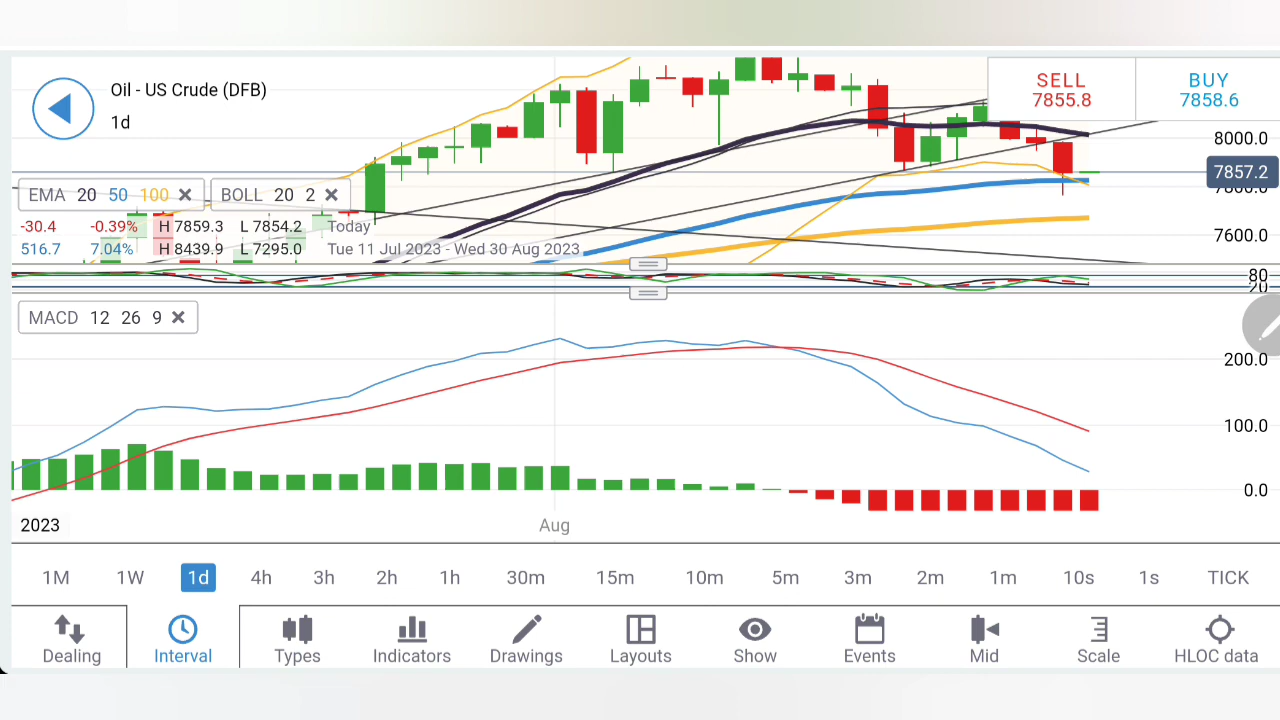 Oil - US Crude (DFB)
1d
SELL
7855.8
BUY
7858.6
8000.0
7857.2
7800.0
7600.0
EMA 20 50 100
BOLL 20 2
-30.4 -0.39% H 7859.3 L 7854.2 Today
516.7 7.04% H 8439.9 L 7295.0 Tue 11 Jul 2023 - Wed 30 Aug 2023
80
20
MACD 12 26 9
200.0
100.0
0.0
2023 Aug
1M 1W 1d 4h 3h 2h 1h 30m 15m 10m 5m 3m 2m 1m 10s 1s TICK
Dealing Interval Types Indicators Drawings Layouts Show Events Mid Scale HLOC data